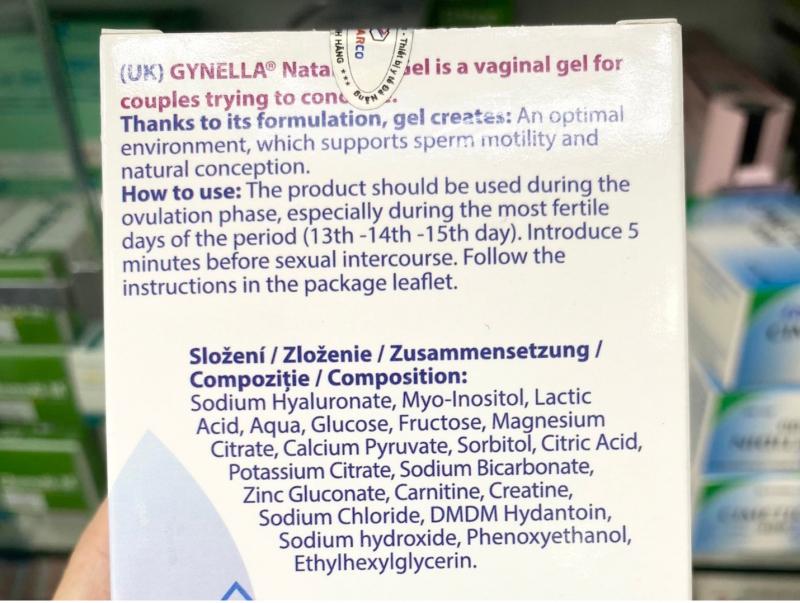 (UK) GYNELLA® Nata el is a vaginal gel for
couples trying to
Thanks to its formulation, gel creates: An optimal
environment, which supports sperm motility and
natural conception.
How to use: The product should be used during the
ovulation phase, especially during the most fertile
days of the period (13th -14th -15th day). Introduce 5
minutes before sexual intercourse. Follow the
instructions in the package leaflet.
Složení / Zloženie / Zusammensetzung /
Compoziție / Composition:
Sodium Hyaluronate, Myo-Inositol, Lactic
Acid, Aqua, Glucose, Fructose, Magnesium
Citrate, Calcium Pyruvate, Sorbitol, Citric Acid,
Potassium Citrate, Sodium Bicarbonate,
Zinc Gluconate, Carnitine, Creatine,
Sodium Chloride, DMDM Hydantoin,
Sodium hydroxide, Phenoxyethanol,
Ethylhexylglycerin.